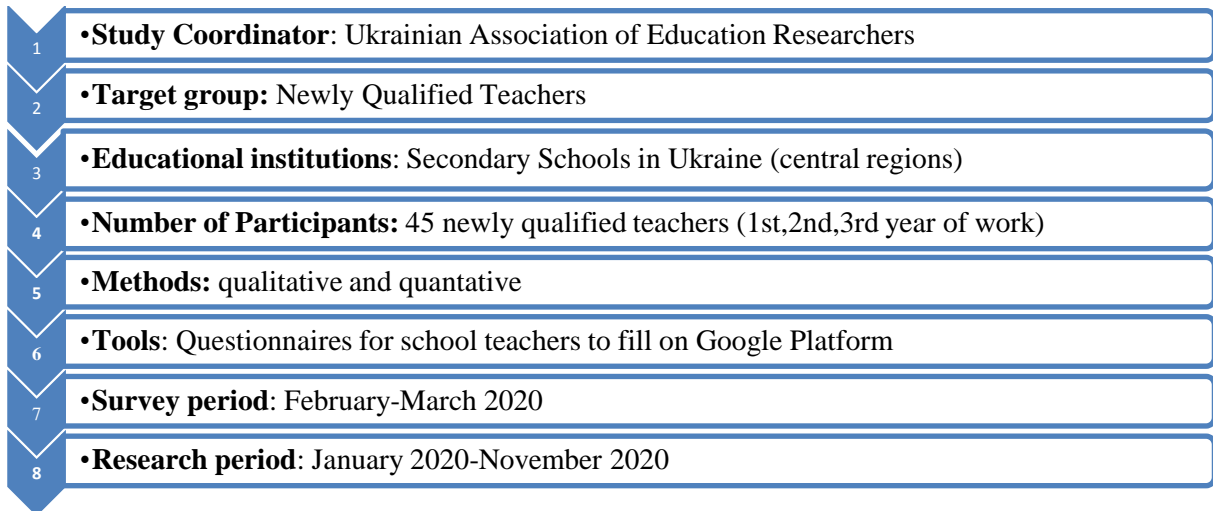 1 •Study Coordinator: Ukrainian Association of Education Researchers
2 •Target group: Newly Qualified Teachers
3 •Educational institutions: Secondary Schools in Ukraine (central regions)
4 •Number of Participants: 45 newly qualified teachers (1st,2nd,3rd year of work)
5 •Methods: qualitative and quantative
6 •Tools: Questionnaires for school teachers to fill on Google Platform
7 •Survey period: February-March 2020
8 •Research period: January 2020-November 2020